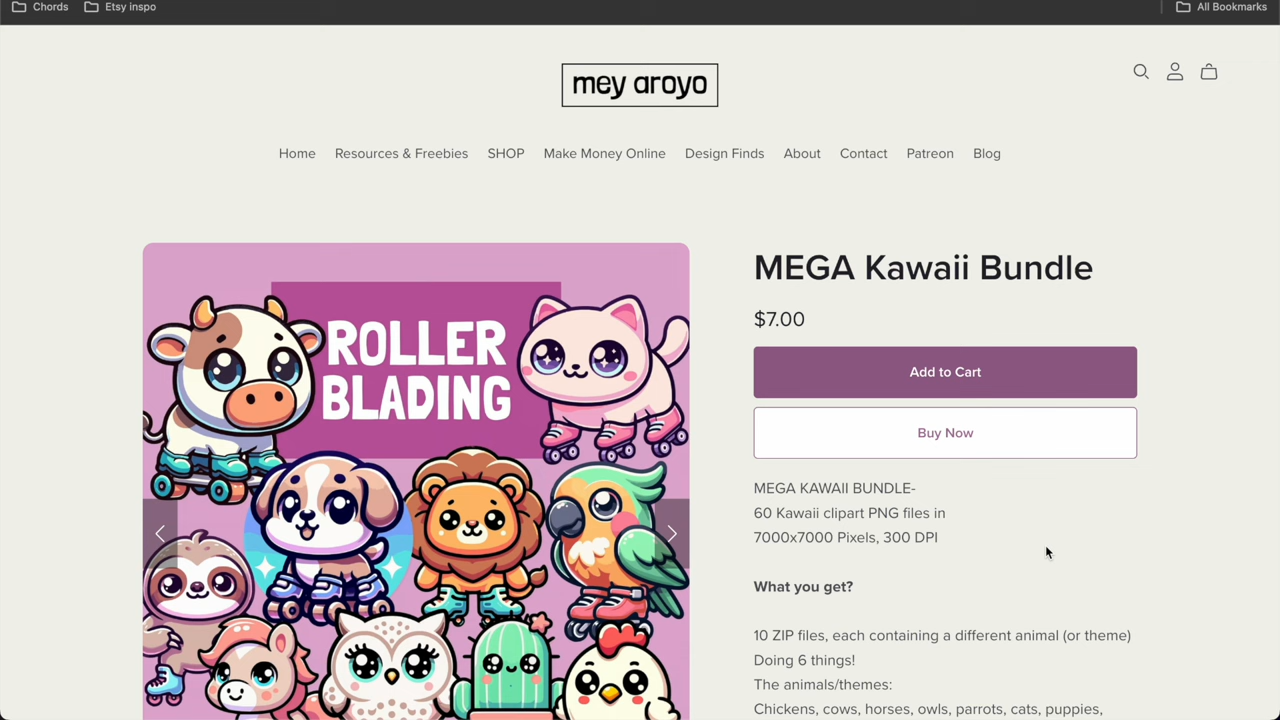 Chords
Etsy inspo
All Bookmarks
mey aroyo
Home
Resources & Freebies
SHOP
Make Money Online
Design Finds
About
Contact
Patreon
Blog
ROLLER
BLADING
MEGA Kawaii Bundle
$7.00
Add to Cart
Buy Now
MEGA KAWAII BUNDLE-
60 Kawaii clipart PNG files in
7000x7000 Pixels, 300 DPI
What you get?
10 ZIP files, each containing a different animal (or theme)
Doing 6 things!
The animals/themes:
Chickens, cows, horses, owls, parrots, cats, puppies,